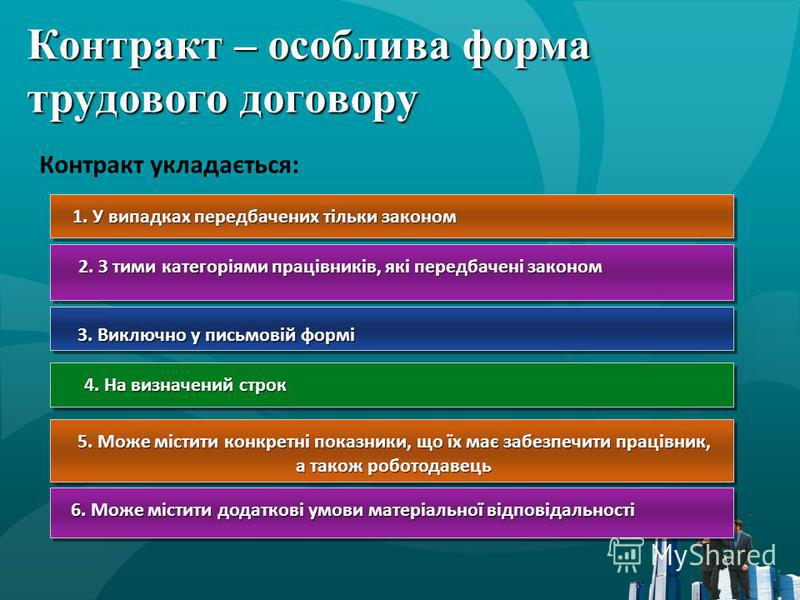 Контракт – особлива форма
трудового договору
Контракт укладається:
1. У випадках передбачених тільки законом
2. З тими категоріями працівників, які передбачені законом
3. Виключно у письмовій формі
4. На визначений строк
5. Може містити конкретні показники, що їх має забезпечити працівник,
а також роботодавець
6. Може містити додаткові умови матеріальної відповідальності
MyShared